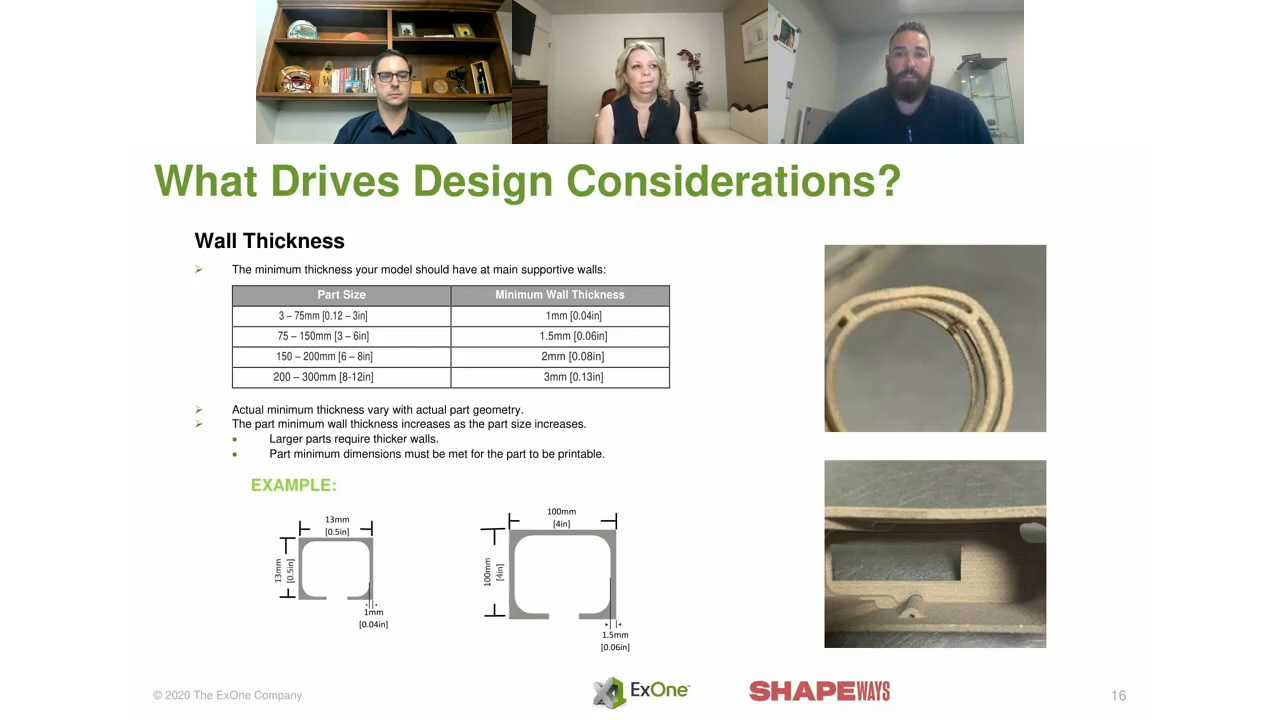 What Drives Design Considerations?
Wall Thickness
The minimum thickness your model should have at main supportive walls:
Part Size Minimum Wall Thickness
3 – 75mm [0.12 – 3in] 1mm [0.04in]
75 – 150mm [3 – 6in] 1.5mm [0.06in]
150 – 200mm [6 – 8in] 2mm [0.08in]
200 – 300mm [8-12in] 3mm [0.13in]
Actual minimum thickness vary with actual part geometry.
The part minimum wall thickness increases as the part size increases.
Larger parts require thicker walls.
Part minimum dimensions must be met for the part to be printable.
EXAMPLE:
13mm
[0.5in]
13mm
[0.5in]
1mm
[0.04in]
100mm
[4in]
100mm
[4in]
1.5mm
[0.06in]
© 2020 The ExOne Company
X1 ExOne™
SHAPEWAYS
16